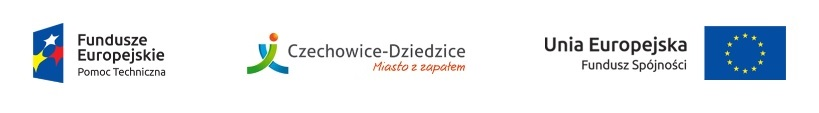 Fundusze
Europejskie
Pomoc Techniczna
Czechowice-Dziedzice
Miasto z zapałem
Unia Europejska
Fundusz Spójności